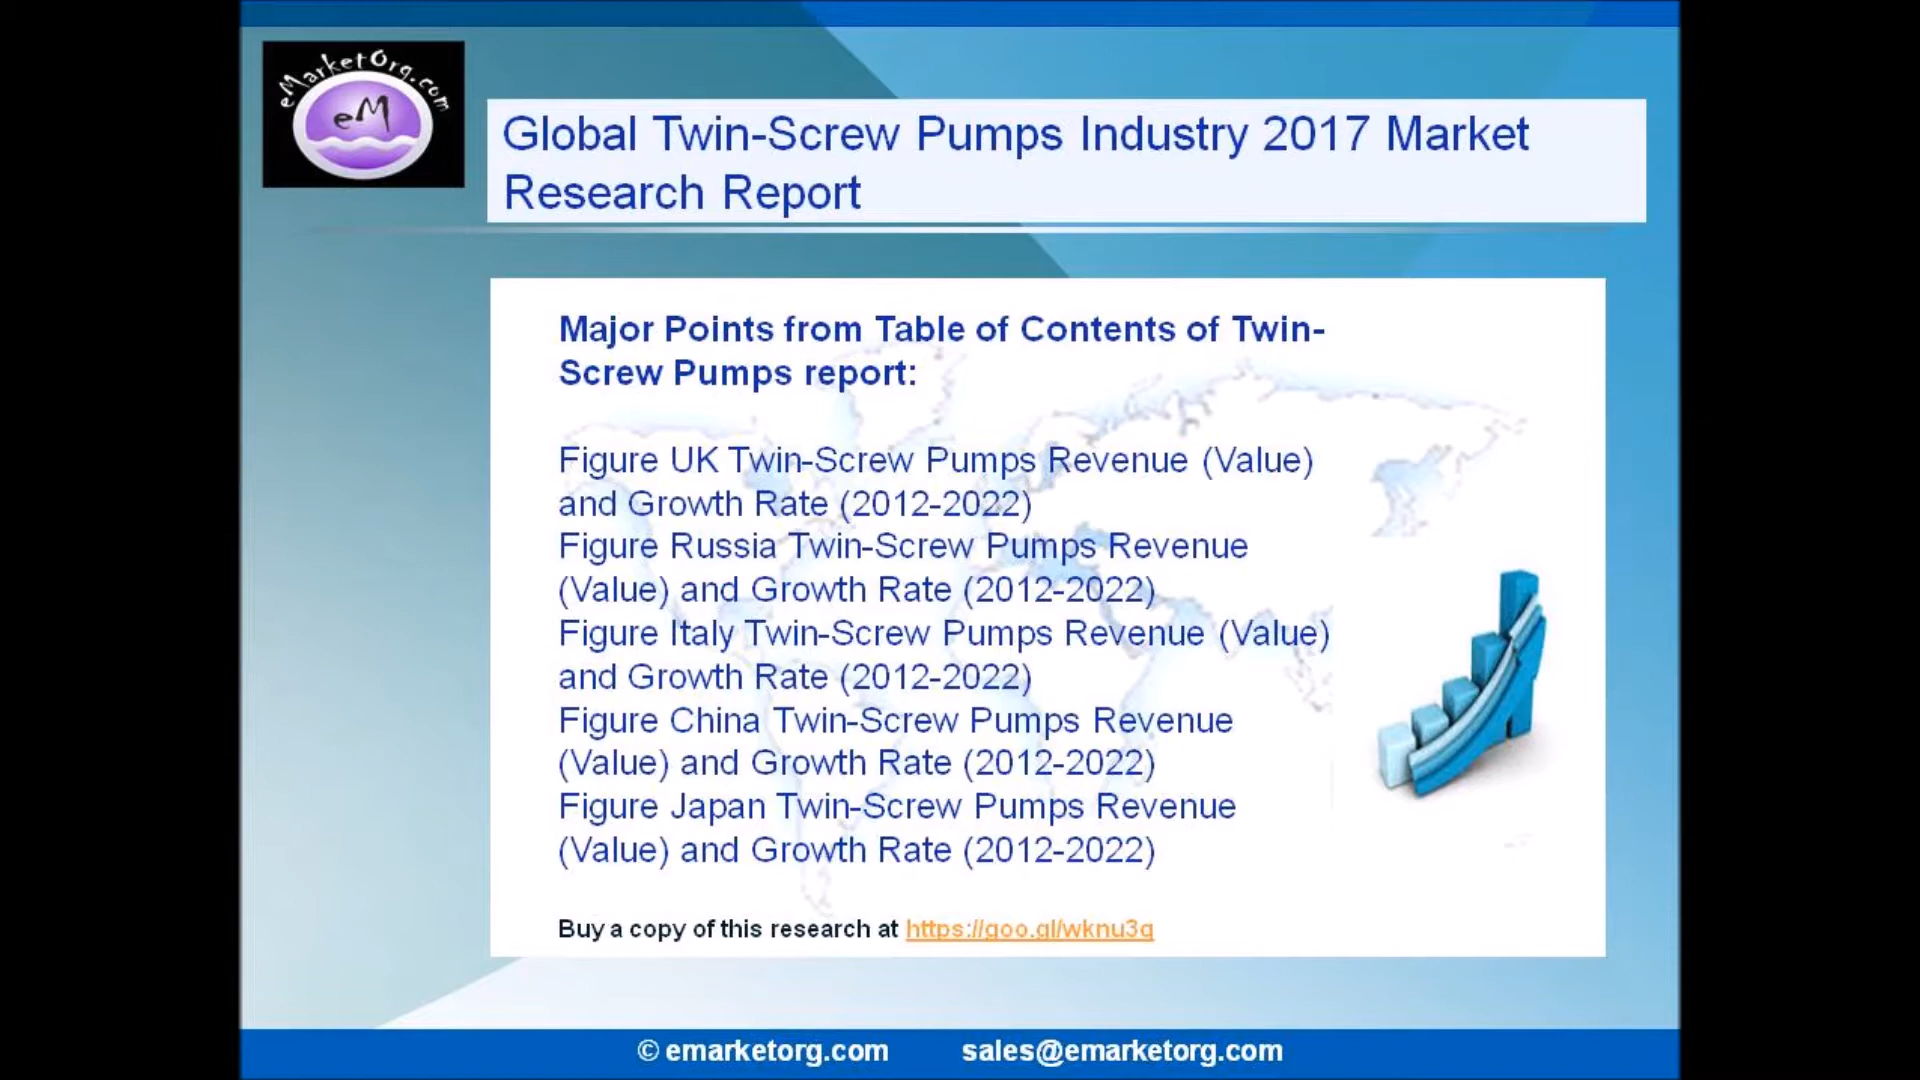 eMarketOrg.com
eM
Global Twin-Screw Pumps Industry 2017 Market
Research Report
Major Points from Table of Contents of Twin-
Screw Pumps report:
Figure UK Twin-Screw Pumps Revenue (Value)
and Growth Rate (2012-2022)
Figure Russia Twin-Screw Pumps Revenue
(Value) and Growth Rate (2012-2022)
Figure Italy Twin-Screw Pumps Revenue (Value)
and Growth Rate (2012-2022)
Figure China Twin-Screw Pumps Revenue
(Value) and Growth Rate (2012-2022)
Figure Japan Twin-Screw Pumps Revenue
(Value) and Growth Rate (2012-2022)
Buy a copy of this research at https://goo.gl/wknu3q
© emarketorg.com sales@emarketorg.com